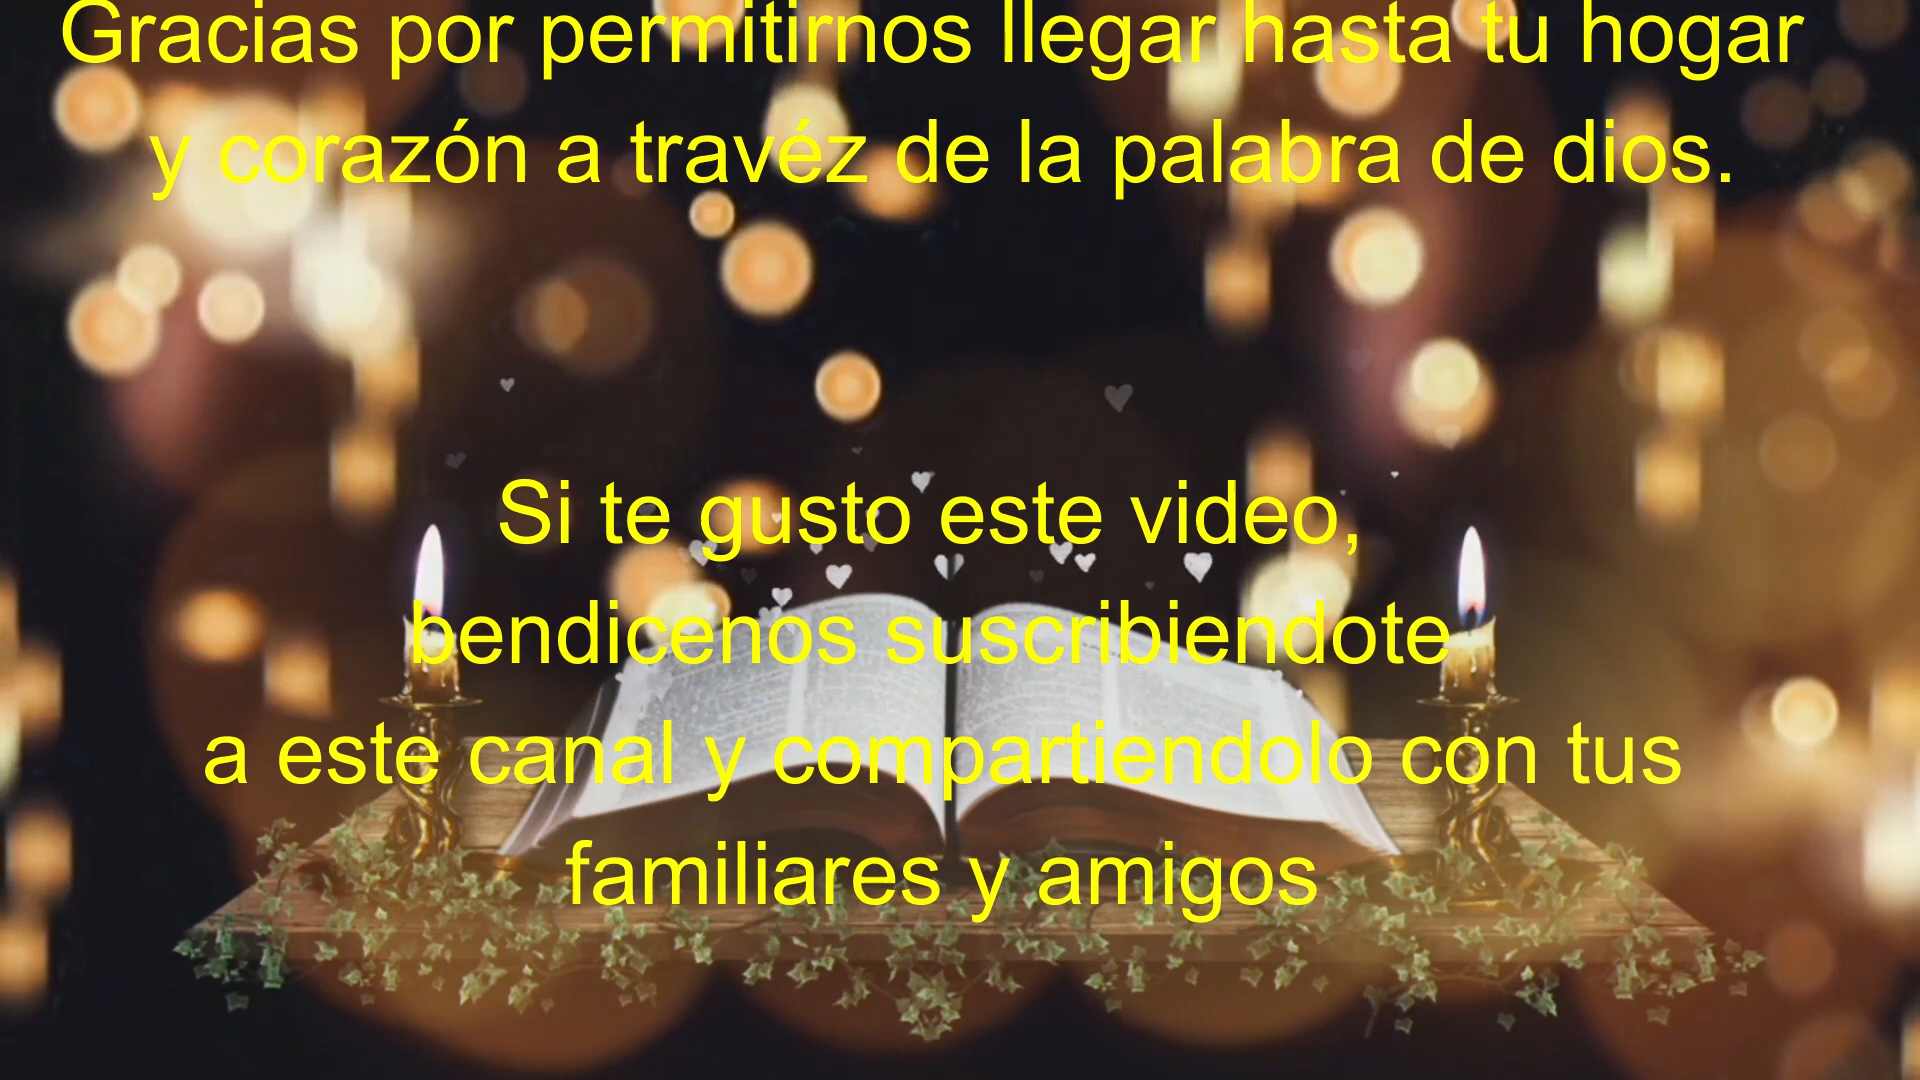 Gracias por permitirnos llegar hasta tu hogar
y corazón a travéz de la palabra de dios.
Si te gusto este video,
bendicenos suscribiendote
a este canal y compartiendolo con tus
familiares y amigos